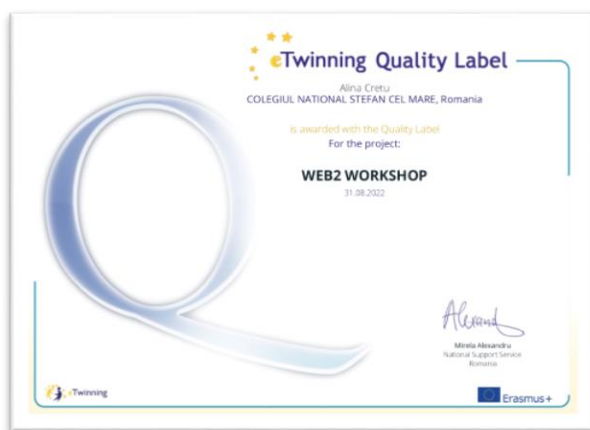 eTwinning Quality Label
Alina Cretu
COLEGIUL NATIONAL STEFAN CEL MARE, Romania
is awarded with the Quality Label
For the project:
WEB2 WORKSHOP
31.08.2022
Mirela Alexandru
National Support Service
Romania
eTwinning
Erasmus+